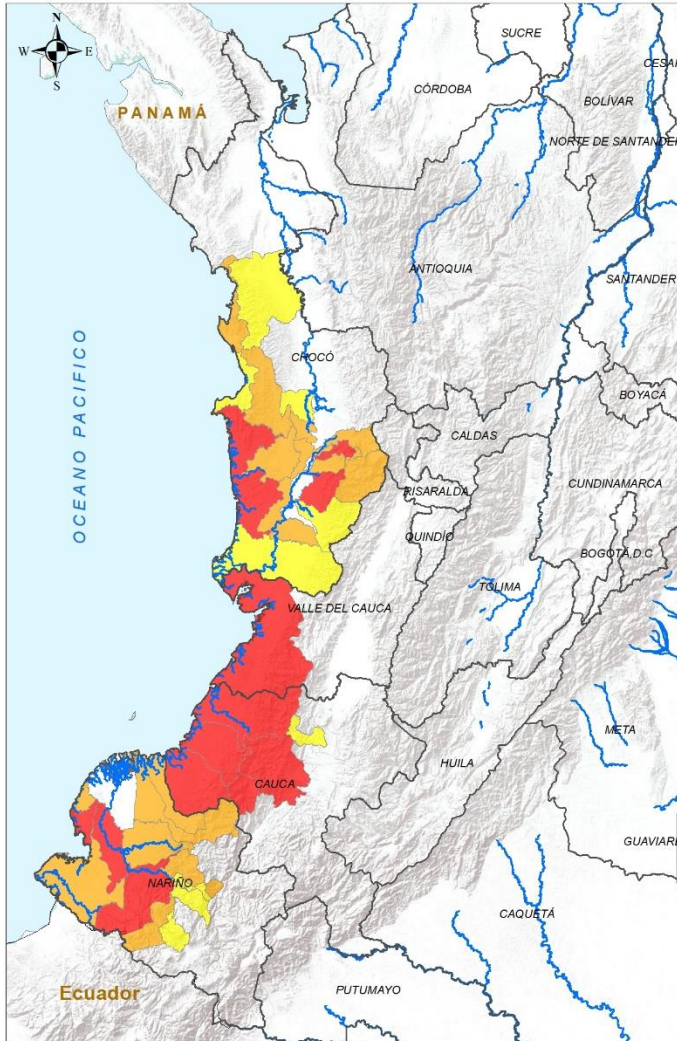 N
W E
S
PANAMÁ
SUCRE
CESAR
CÓRDOBA
BOLÍVAR
NORTE DE SANTANDER
ANTIOQUIA
SANTANDER
OCEANO PACIFICO
CHOCÓ
BOYACÁ
CALDAS
RISARALDA
CUNDINAMARCA
QUINDÍO
BOGOTÁ,D.C
TOLIMA
VALLE DEL CAUCA
META
HUILA
CAUCA
GUAVIARE
NARIÑO
CAQUETÁ
Ecuador
PUTUMAYO